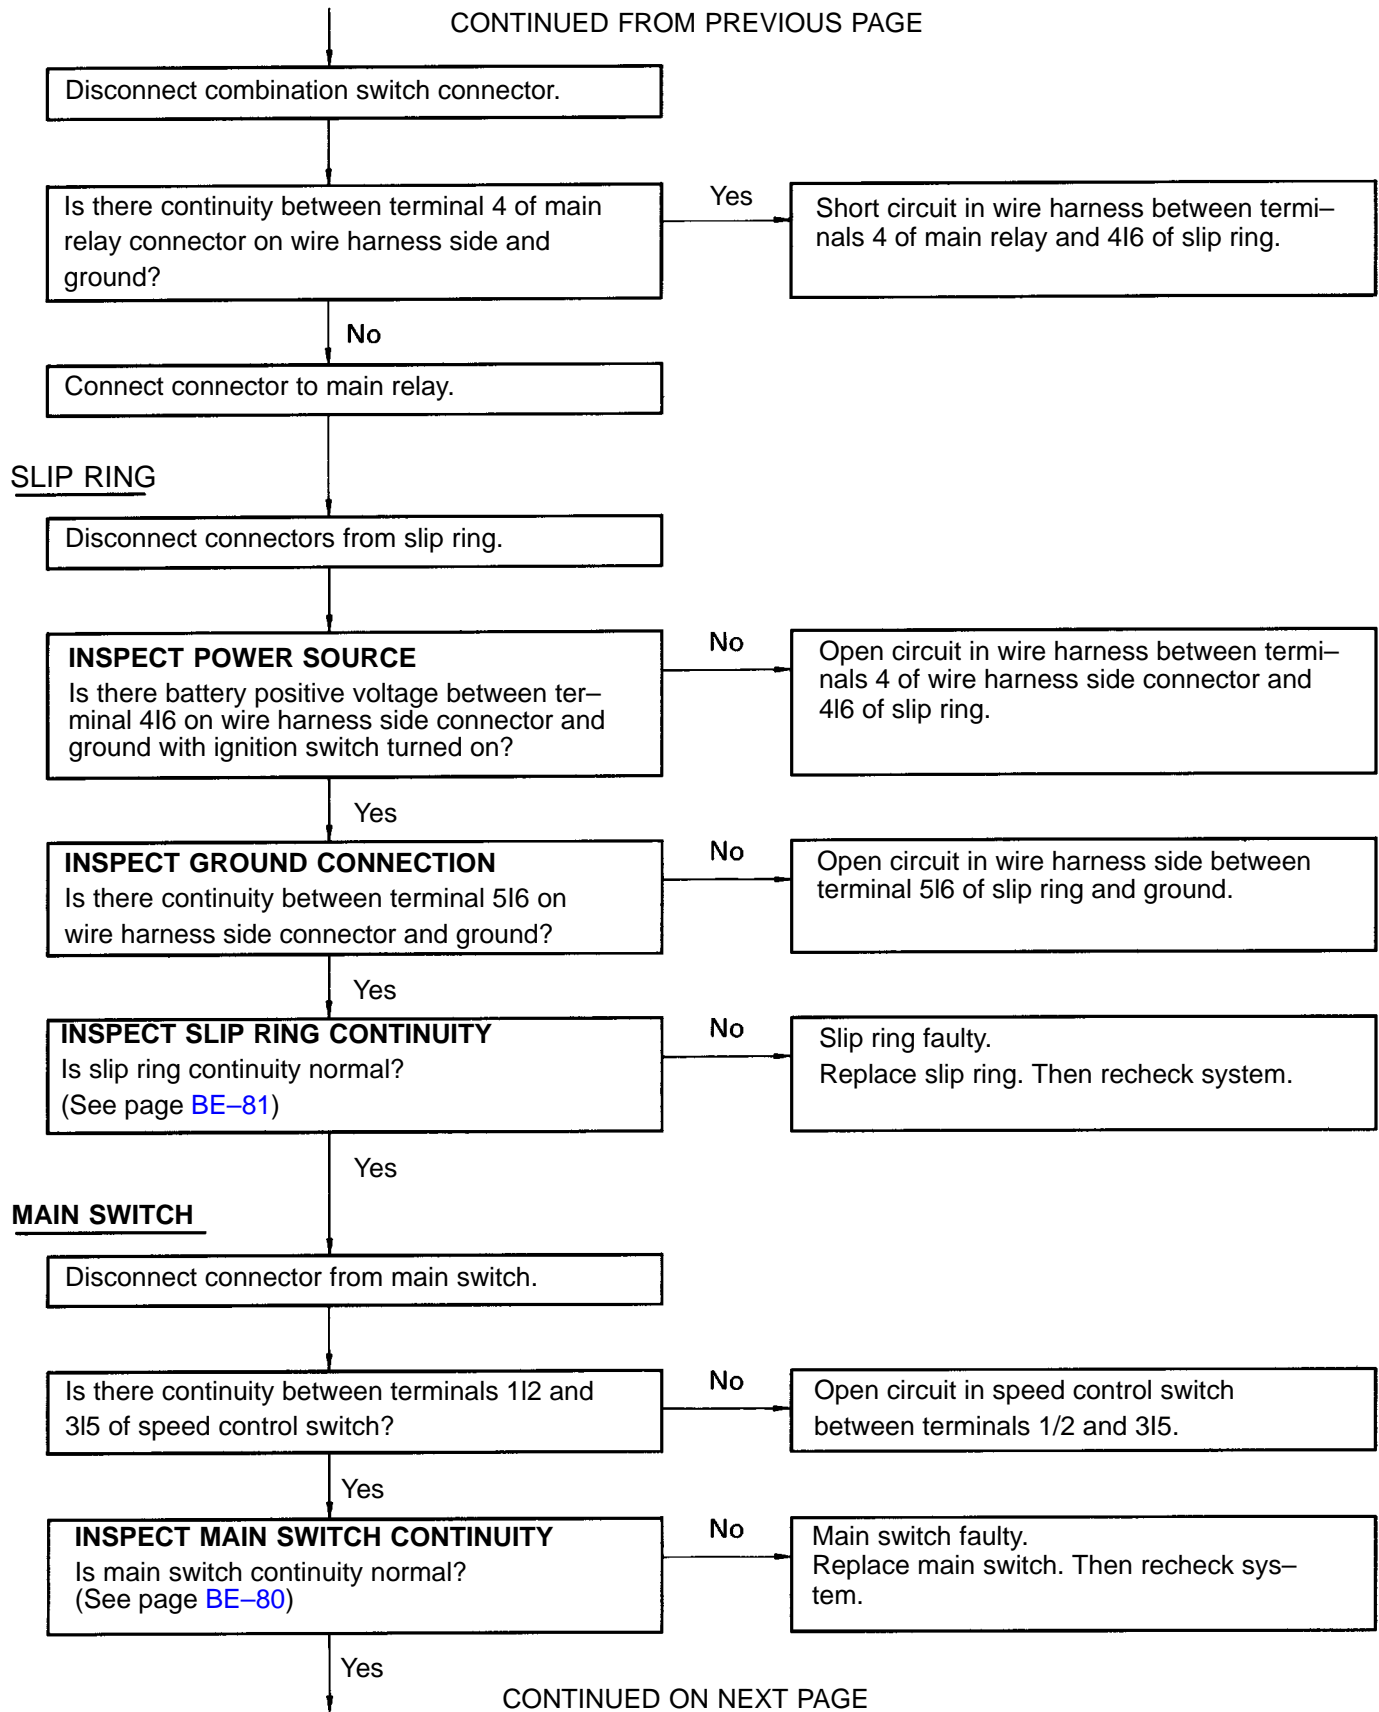 CONTINUED FROM PREVIOUS PAGE
Disconnect combination switch connector.
Is there continuity between terminal 4 of main
relay connector on wire harness side and
ground?
Yes
Short circuit in wire harness between termi–
nals 4 of main relay and 4I6 of slip ring.
No
Connect connector to main relay.
SLIP RING
Disconnect connectors from slip ring.
INSPECT POWER SOURCE
Is there battery positive voltage between ter–
minal 4I6 on wire harness side connector and
ground with ignition switch turned on?
No
Open circuit in wire harness between termi–
nals 4 of wire harness side connector and
4I6 of slip ring.
Yes
INSPECT GROUND CONNECTION
Is there continuity between terminal 5I6 on
wire harness side connector and ground?
No
Open circuit in wire harness side between
terminal 5I6 of slip ring and ground.
Yes
INSPECT SLIP RING CONTINUITY
Is slip ring continuity normal?
(See page BE–81)
No
Slip ring faulty.
Replace slip ring. Then recheck system.
Yes
MAIN SWITCH
Disconnect connector from main switch.
Is there continuity between terminals 1I2 and
3I5 of speed control switch?
No
Open circuit in speed control switch
between terminals 1/2 and 3I5.
Yes
INSPECT MAIN SWITCH CONTINUITY
Is main switch continuity normal?
(See page BE–80)
No
Main switch faulty.
Replace main switch. Then recheck sys–
tem.
Yes
CONTINUED ON NEXT PAGE